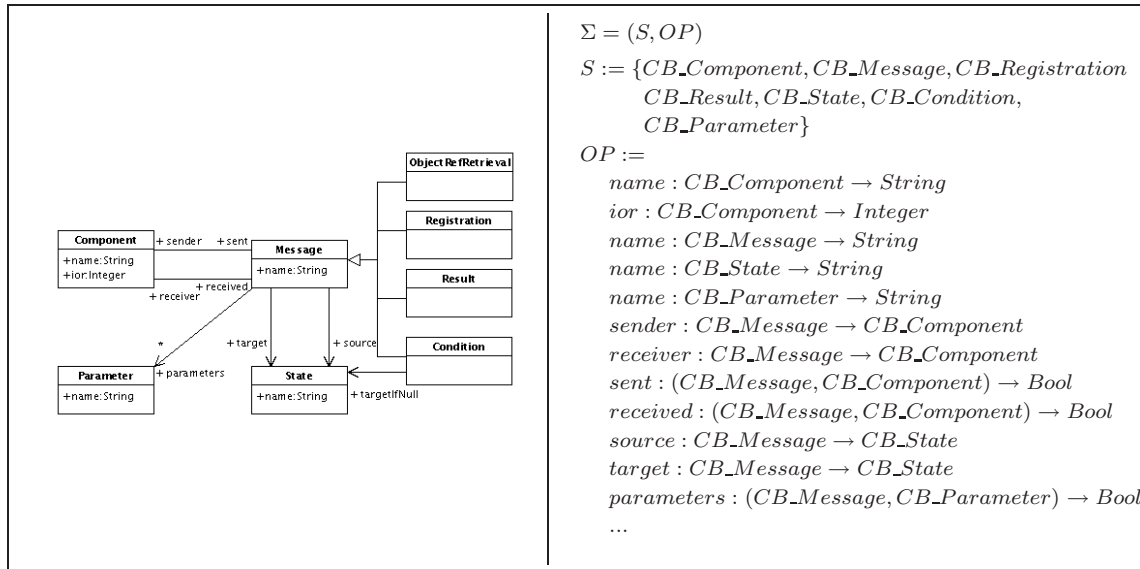 ObjectRefRetrieval
Registration
Component
+name:String
+ior:Integer
+ sender
+ sent
Message
+name:String
Result
+ receiver
+ received
*
+ target
+ source
Condition
Parameter
+name:String
+ parameters
State
+name:String
+ targetIfNull
Σ = (S, OP)
S := {CB_Component, CB_Message, CB_Registration
CB_Result, CB_State, CB_Condition,
CB_Parameter}
OP :=
name : CB_Component → String
ior : CB_Component → Integer
name : CB_Message → String
name : CB_State → String
name : CB_Parameter → String
sender : CB_Message → CB_Component
receiver : CB_Message → CB_Component
sent : (CB_Message, CB_Component) → Bool
received : (CB_Message, CB_Component) → Bool
source : CB_Message → CB_State
target : CB_Message → CB_State
parameters : (CB_Message, CB_Parameter) → Bool
...